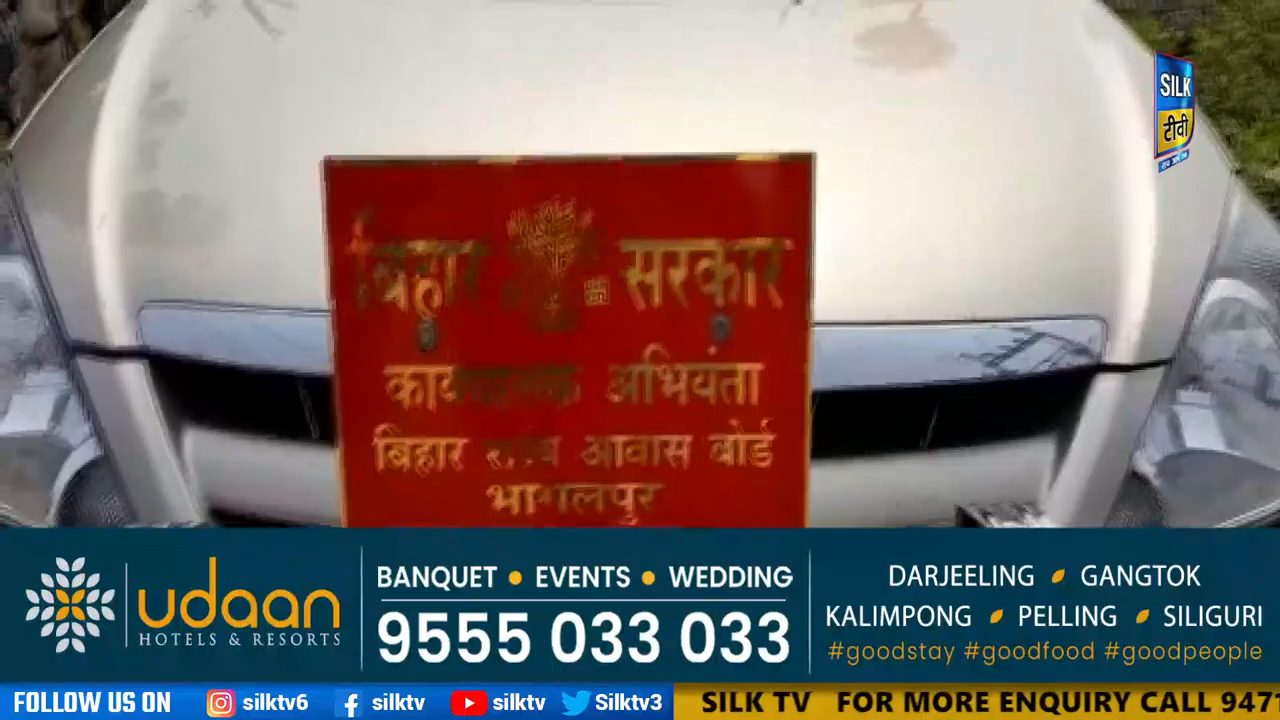 SILK
टीवी
बिहार सरकार
अभियंता
बिहार राज्य आवास बोर्ड
भागलपुर
udaan
HOTELS & RESORTS
BANQUET • EVENTS • WEDDING
9555 033 033
DARJEELING GANGTOK
KALIMPONG PELLING SILIGURI
#goodstay #goodfood #goodpeople
FOLLOW US ON silktv6 silktv silktv Silktv3 SILK TV FOR MORE ENQUIRY CALL 947